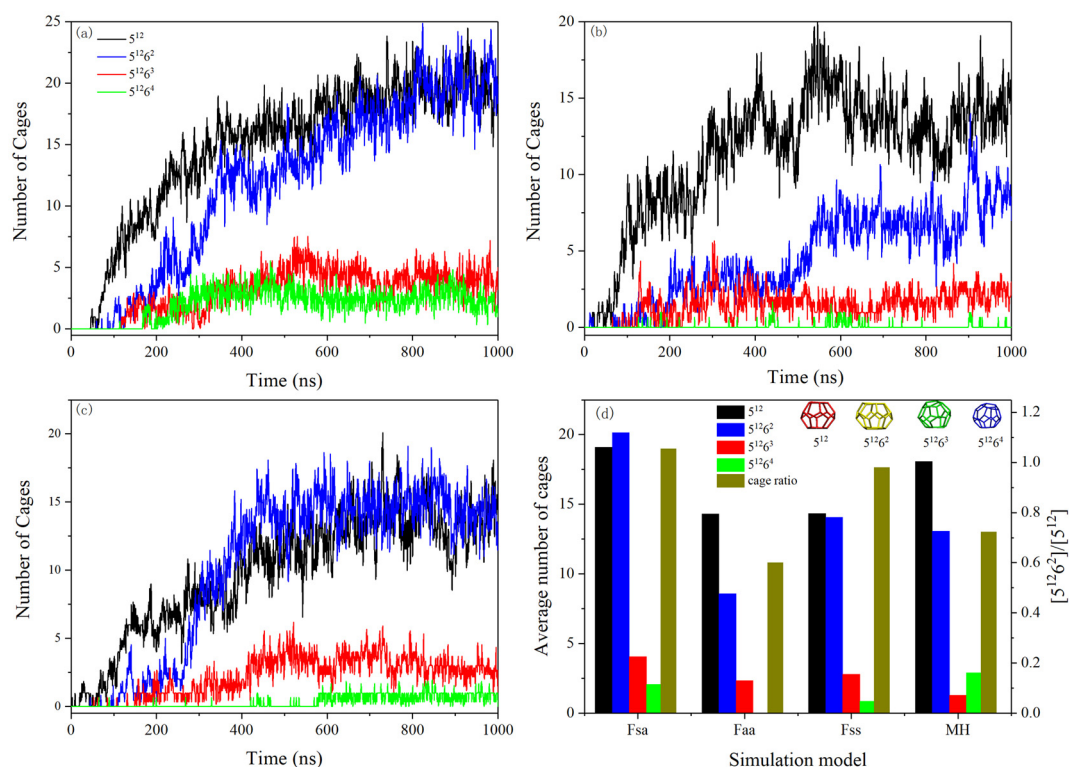 (a)
5¹²
5¹²6²
5¹²6³
5¹²6⁴
25
20
15
10
5
0
Number of Cages
0 200 400 600 800 1000
Time (ns)
(b)
20
15
10
5
0
Number of Cages
0 200 400 600 800 1000
Time (ns)
(c)
25
20
15
10
5
0
Number of Cages
0 200 400 600 800 1000
Time (ns)
(d)
5¹²
5¹²6²
5¹²6³
5¹²6⁴
cage ratio
5¹² 5¹²6² 5¹²6³ 5¹²6⁴
20
15
10
5
0
Average number of cages
1.2
1.0
0.8
0.6
0.4
0.2
0.0
[5¹²6²]/[5¹²]
Fsa Faa Fss MH
Simulation model